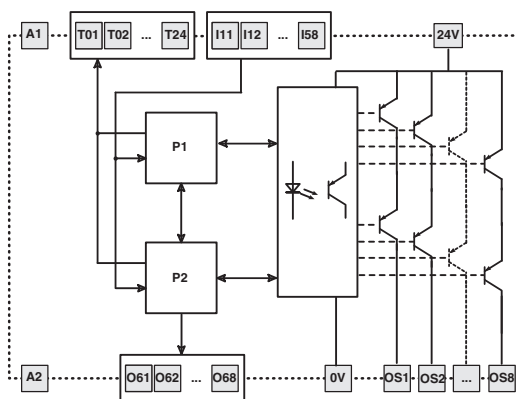 A1 T01 T02 ... T24 I11 I12 ... I58 24V
P1
P2
A2 O61 O62 ... O68 0V OS1 OS2 ... OS8